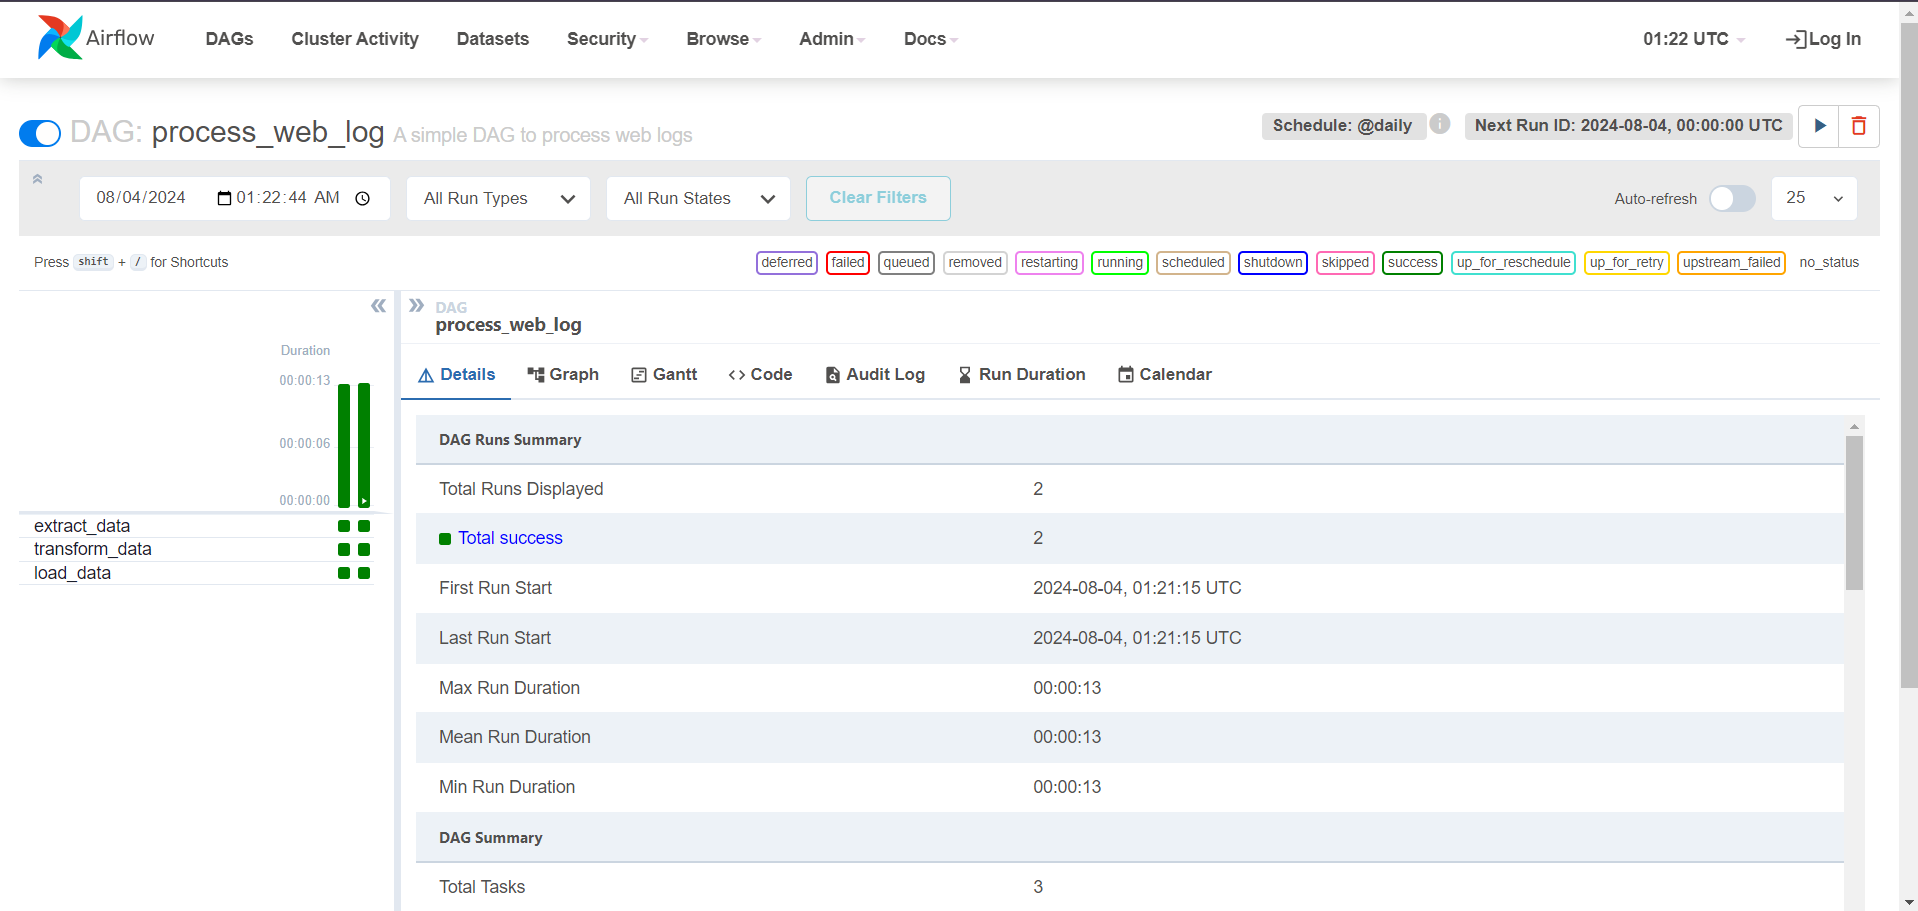 Airflow DAGs Cluster Activity Datasets Security Browse Admin Docs 01:22 UTC Log In
DAG: process_web_log A simple DAG to process web logs Schedule: @daily i Next Run ID: 2024-08-04, 00:00:00 UTC
08/04/2024 01:22:44 AM All Run Types All Run States Clear Filters Auto-refresh 25
Press shift + / for Shortcuts deferred failed queued removed restarting running scheduled shutdown skipped success up_for_reschedule up_for_retry upstream_failed no_status
Duration
00:00:13
00:00:06
00:00:00
extract_data
transform_data
load_data
DAG
process_web_log
Details Graph Gantt Code Audit Log Run Duration Calendar
DAG Runs Summary
Total Runs Displayed 2
Total success 2
First Run Start 2024-08-04, 01:21:15 UTC
Last Run Start 2024-08-04, 01:21:15 UTC
Max Run Duration 00:00:13
Mean Run Duration 00:00:13
Min Run Duration 00:00:13
DAG Summary
Total Tasks 3